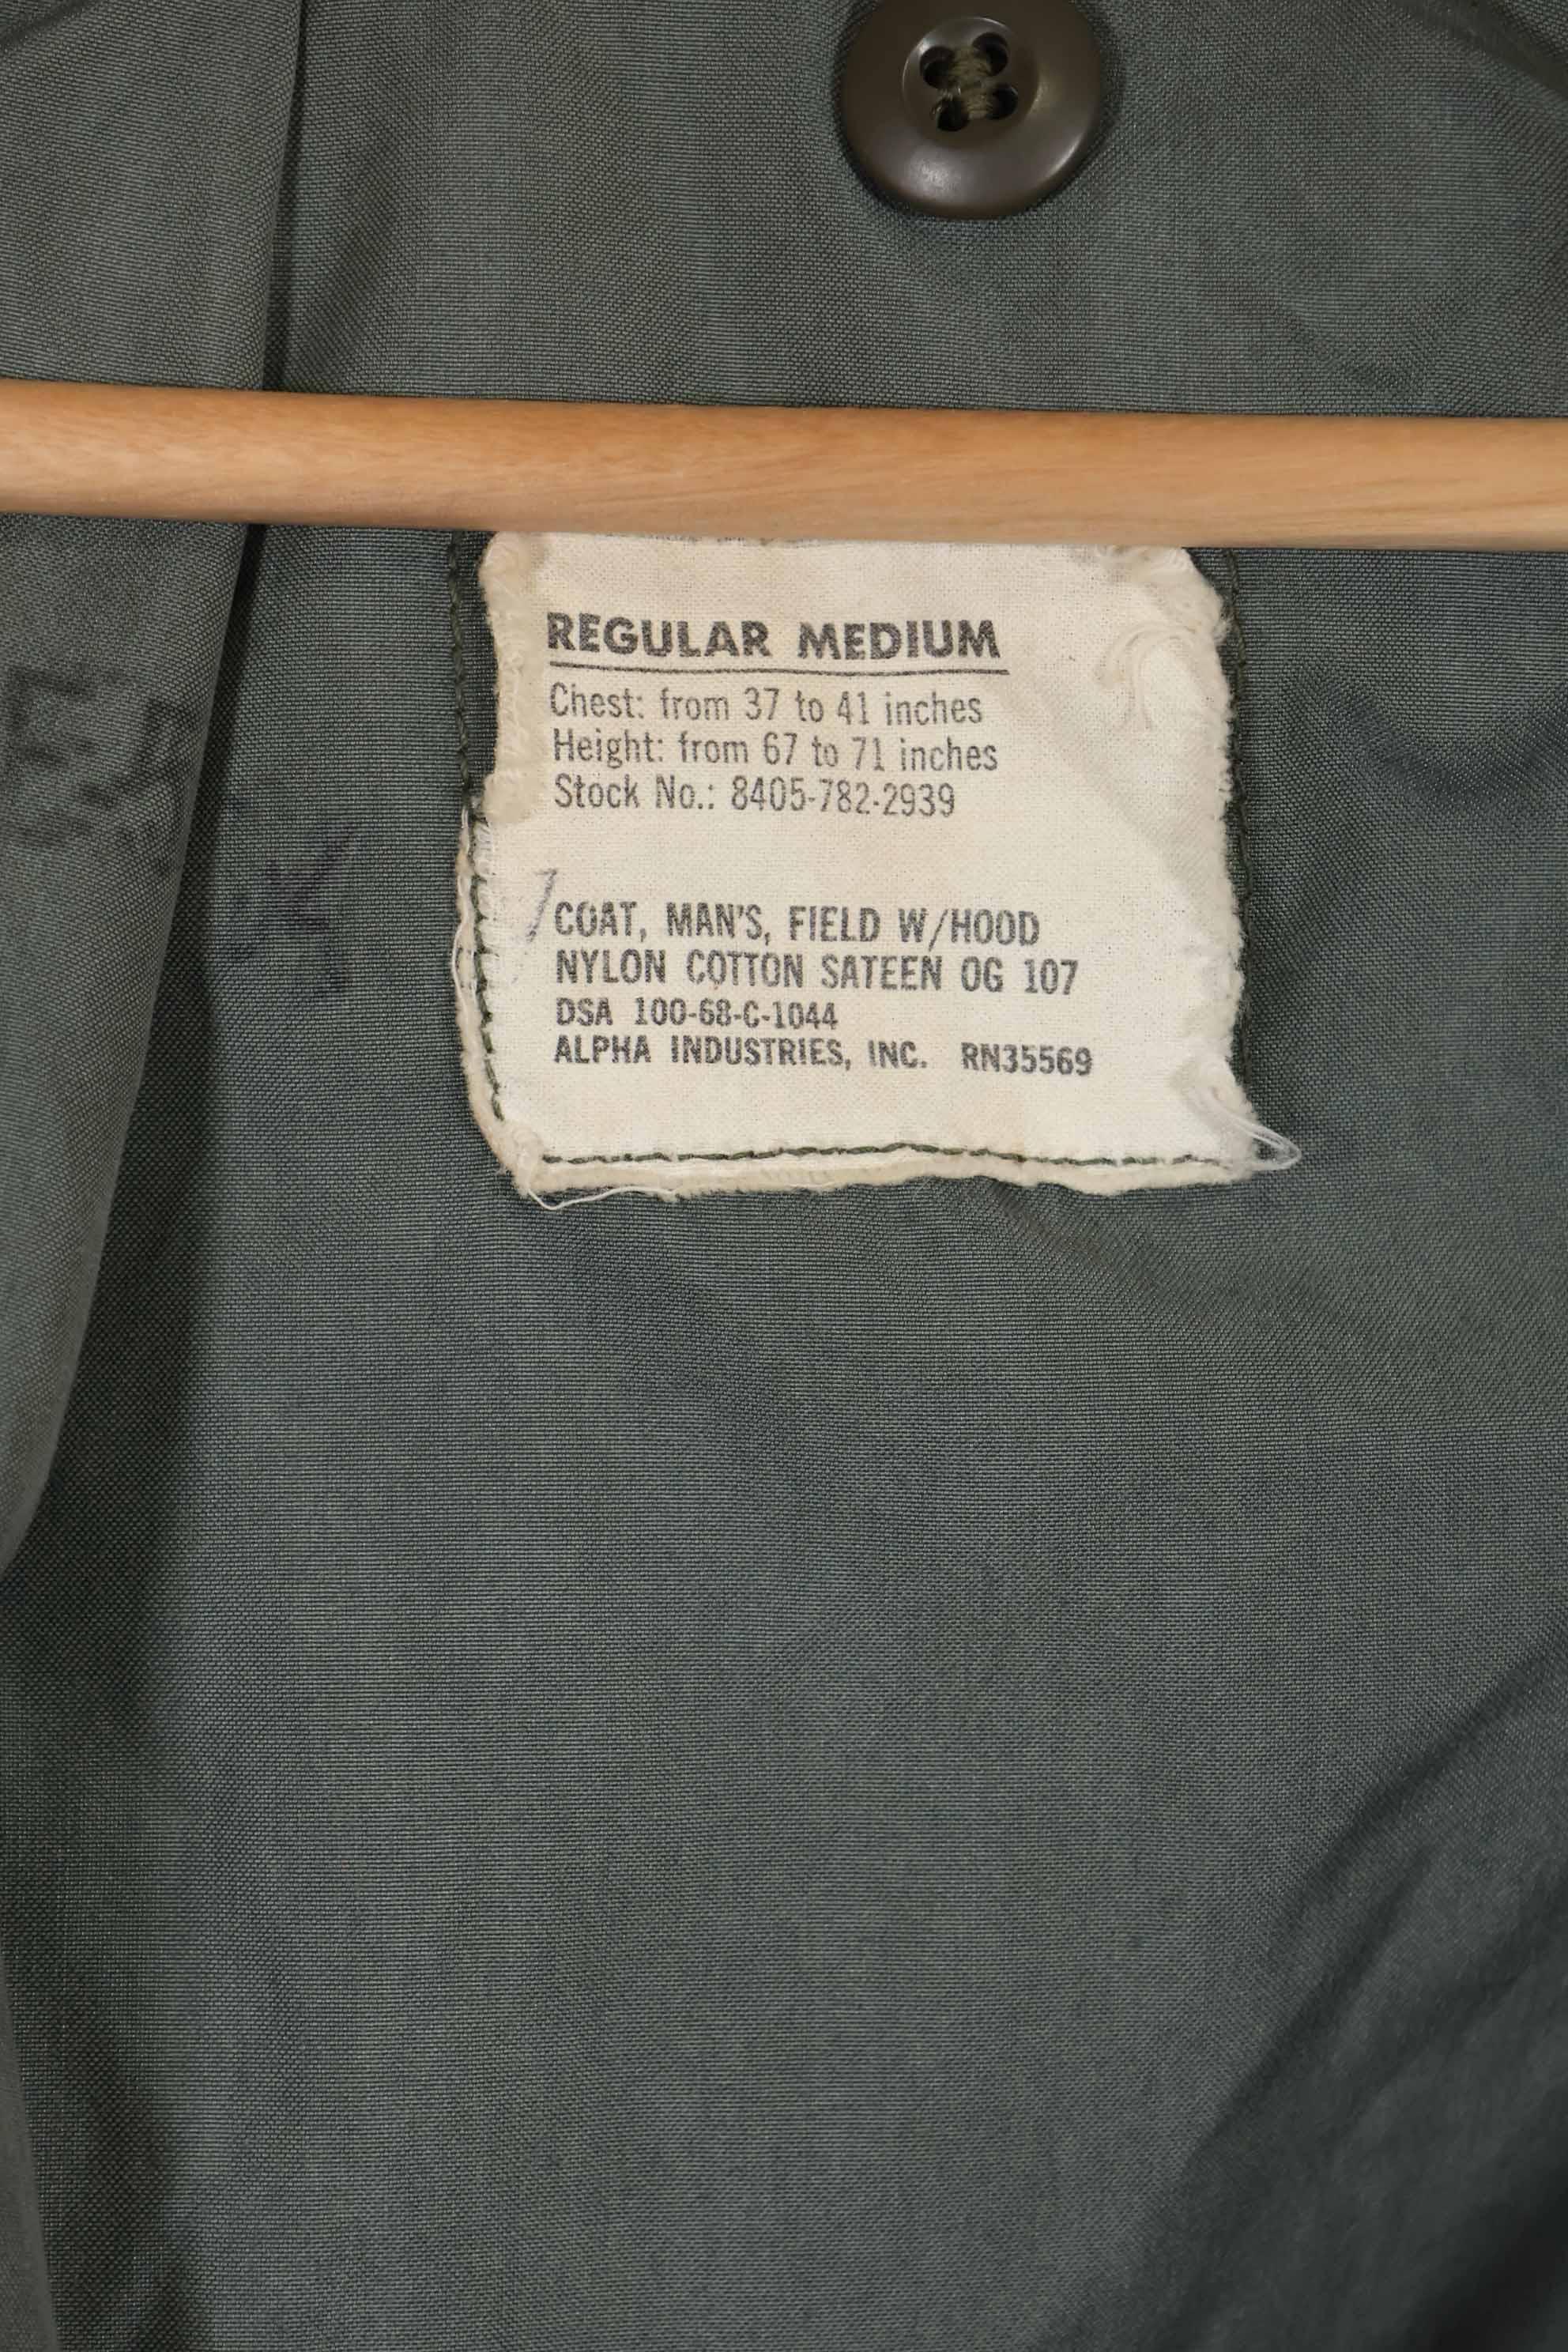 REGULAR MEDIUM
Chest: from 37 to 41 inches
Height: from 67 to 71 inches
Stock No.: 8405-782-2939
COAT, MAN'S, FIELD W/HOOD
NYLON COTTON SATEEN OG 107
DSA 100-68-C-1044
ALPHA INDUSTRIES, INC. RN35569